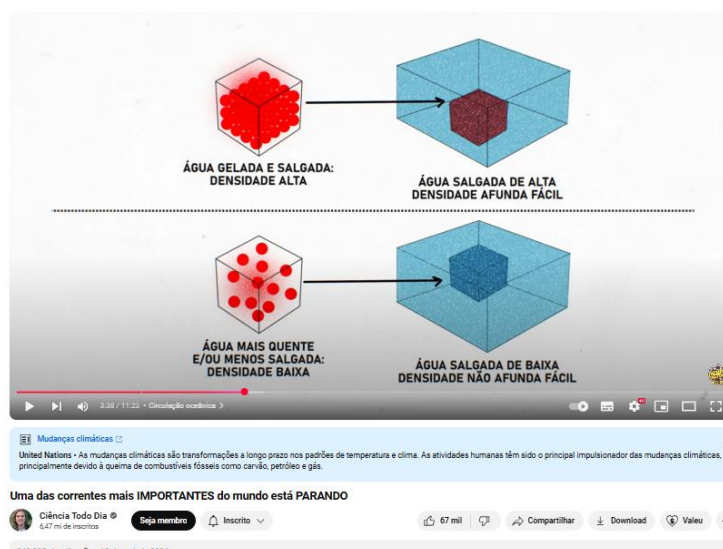 ÁGUA GELADA E SALGADA:
DENSIDADE ALTA
ÁGUA SALGADA DE ALTA
DENSIDADE AFUNDA FÁCIL
ÁGUA MAIS QUENTE
E/OU MENOS SALGADA:
DENSIDADE BAIXA
ÁGUA SALGADA DE BAIXA
DENSIDADE NÃO AFUNDA FÁCIL
3:38 / 11:23 • Circulação oceânica
Mudanças climáticas
United Nations • As mudanças climáticas são transformações a longo prazo nos padrões de temperatura e clima. As atividades humanas têm sido o principal impulsionador das mudanças climáticas,
principalmente devido à queima de combustíveis fósseis como carvão, petróleo e gás.
Uma das correntes mais IMPORTANTES do mundo está PARANDO
Ciência Todo Dia
6,47 mi de inscritos
Seja membro
Inscrito
67 mil
Compartilhar
Download
Valeu